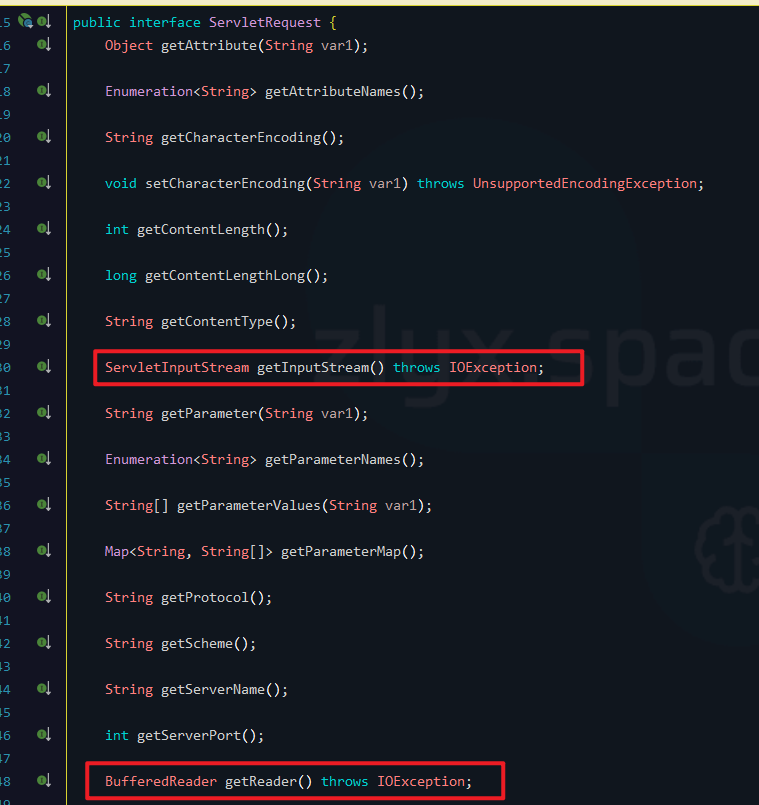 15 public interface ServletRequest {
16 Object getAttribute(String var1);
17
18 Enumeration<String> getAttributeNames();
19
20 String getCharacterEncoding();
21
22 void setCharacterEncoding(String var1) throws UnsupportedEncodingException;
23
24 int getContentLength();
25
26 long getContentLengthLong();
27
28 String getContentType();
29
30 ServletInputStream getInputStream() throws IOException;
31
32 String getParameter(String var1);
33
34 Enumeration<String> getParameterNames();
35
36 String[] getParameterValues(String var1);
37
38 Map<String, String[]> getParameterMap();
39
40 String getProtocol();
41
42 String getScheme();
43
44 String getServerName();
45
46 int getServerPort();
47
48 BufferedReader getReader() throws IOException;
zlyx.spac